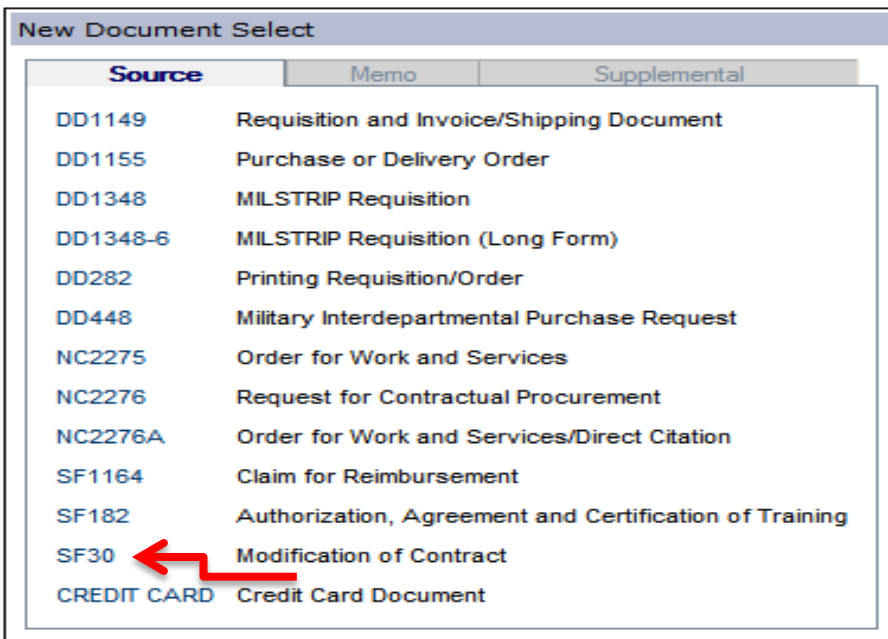 New Document Select
Source Memo Supplemental
DD1149 Requisition and Invoice/Shipping Document
DD1155 Purchase or Delivery Order
DD1348 MILSTRIP Requisition
DD1348-6 MILSTRIP Requisition (Long Form)
DD282 Printing Requisition/Order
DD448 Military Interdepartmental Purchase Request
NC2275 Order for Work and Services
NC2276 Request for Contractual Procurement
NC2276A Order for Work and Services/Direct Citation
SF1164 Claim for Reimbursement
SF182 Authorization, Agreement and Certification of Training
SF30 Modification of Contract
CREDIT CARD Credit Card Document